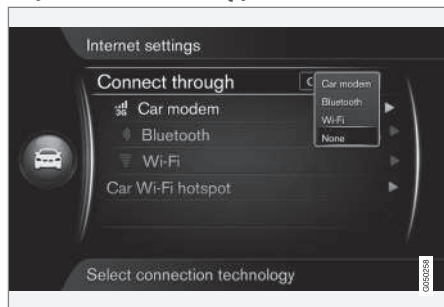 Internet settings
Connect through
Car modem
Bluetooth
Wi-Fi
None
3G Car modem
Bluetooth
Wi-Fi
Car Wi-Fi hotspot
Select connection technology
G050258